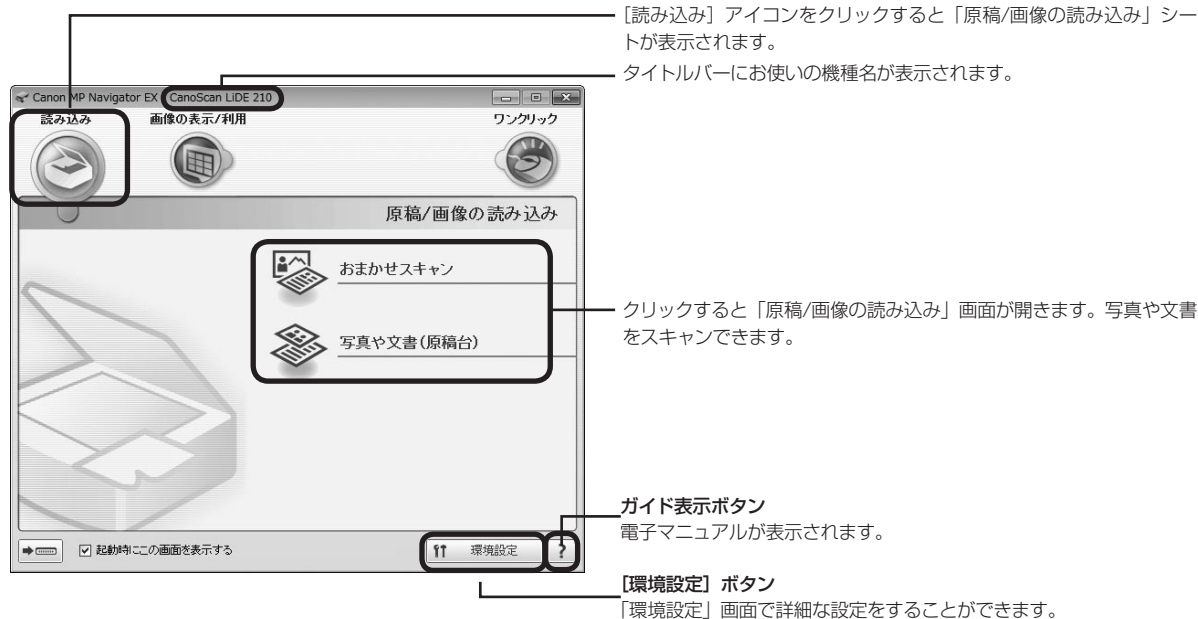 ［読み込み］アイコンをクリックすると「原稿/画像の読み込み」シー
トが表示されます。
タイトルバーにお使いの機種名が表示されます。
Canon MP Navigator EX CanoScan LiDE 210
読み込み
画像の表示/利用
ワンクリック
原稿/画像の読み込み
おまかせスキャン
写真や文書(原稿台)
クリックすると「原稿/画像の読み込み」画面が開きます。写真や文書
をスキャンできます。
ガイド表示ボタン
電子マニュアルが表示されます。
起動時にこの画面を表示する
環境設定
?
［環境設定］ボタン
「環境設定」画面で詳細な設定をすることができます。